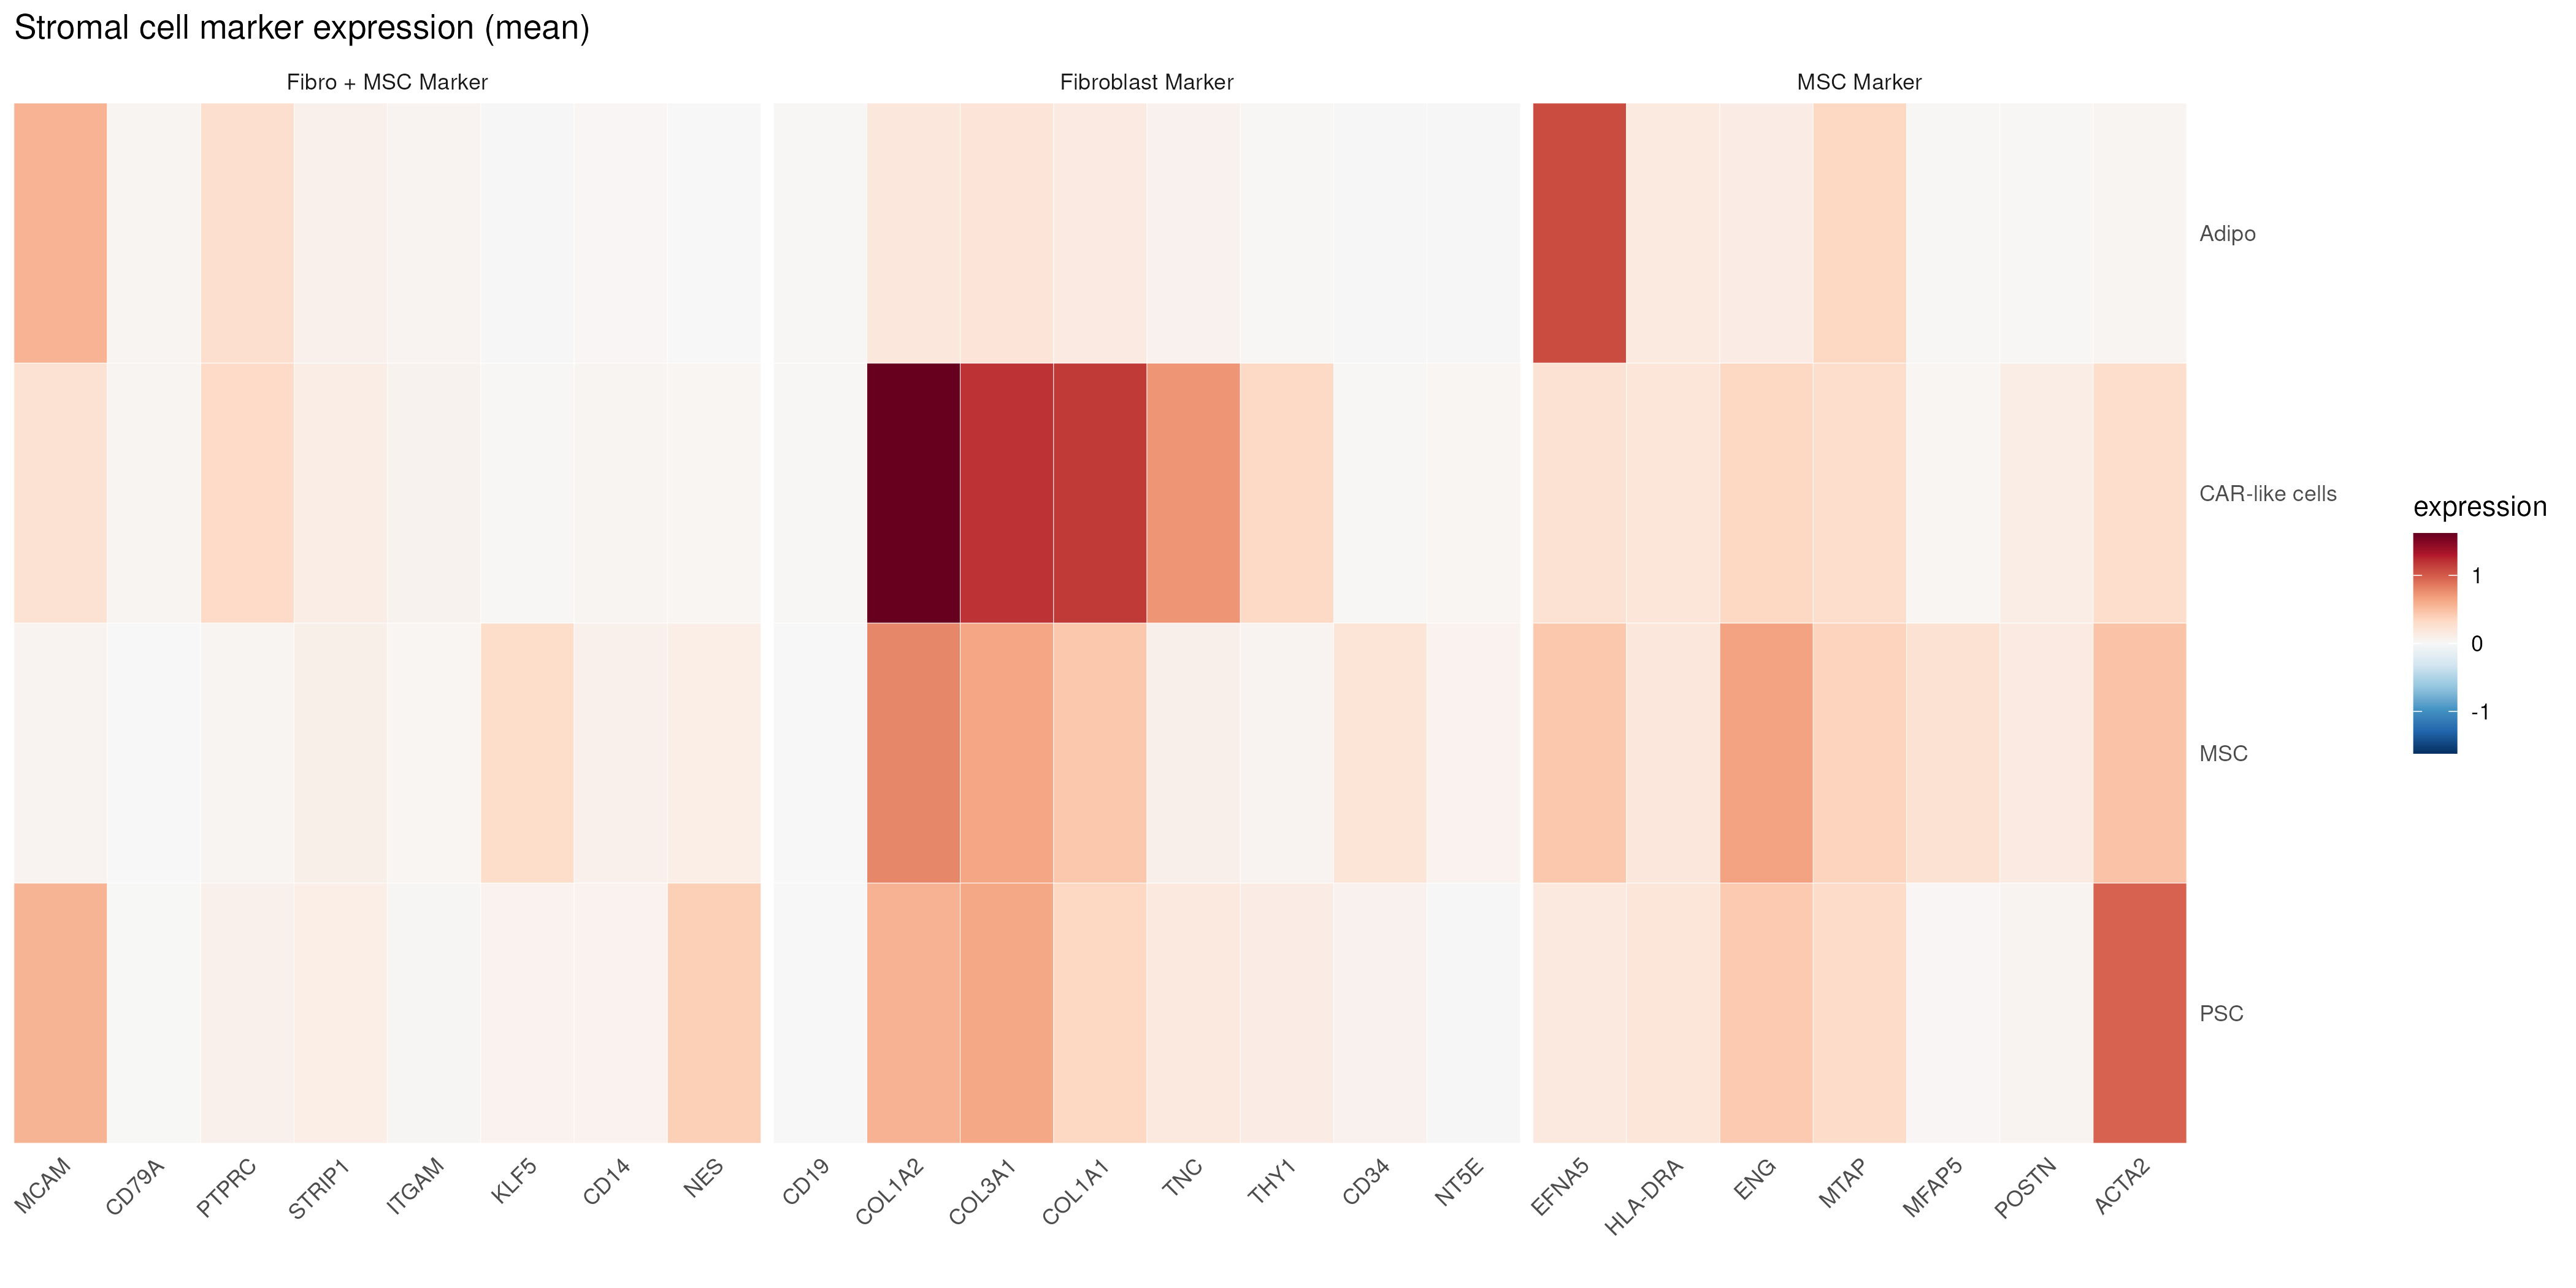 Stromal cell marker expression (mean)
Fibro + MSC Marker
Fibroblast Marker
MSC Marker
Adipo
CAR-like cells
MSC
PSC
expression
1
0
-1
MCAM
CD79A
PTPRC
STRIP1
ITGAM
KLF5
CD14
NES
CD19
COL1A2
COL3A1
COL1A1
TNC
THY1
CD34
NT5E
EFNA5
HLA-DRA
ENG
MTAP
MFAP5
POSTN
ACTA2